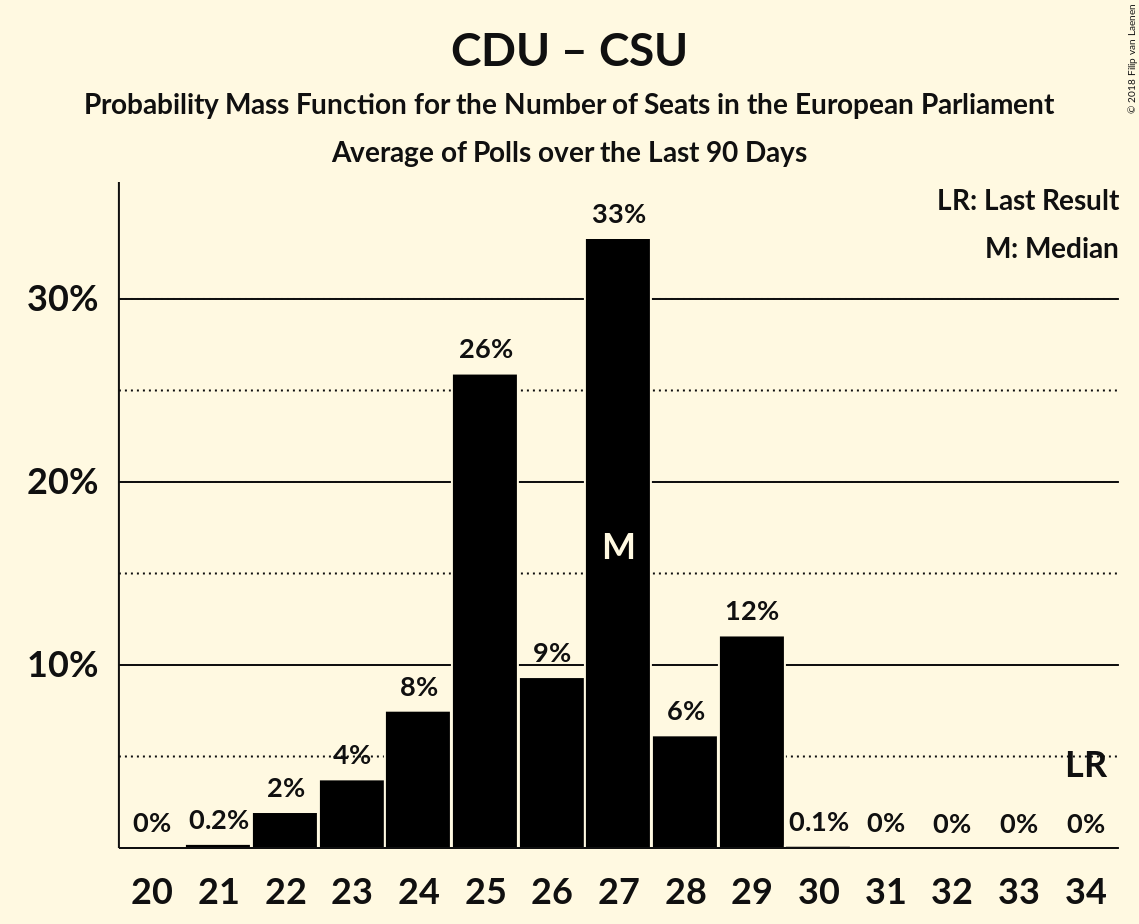 CDU – CSU
Probability Mass Function for the Number of Seats in the European Parliament
Average of Polls over the Last 90 Days
© 2018 Filip van Laenen
LR: Last Result
M: Median
33%
30%
26%
20%
M
12%
10%
9%
8%
6%
4%
LR
2%
0% 0.2% 0.1% 0% 0% 0% 0%
20 21 22 23 24 25 26 27 28 29 30 31 32 33 34